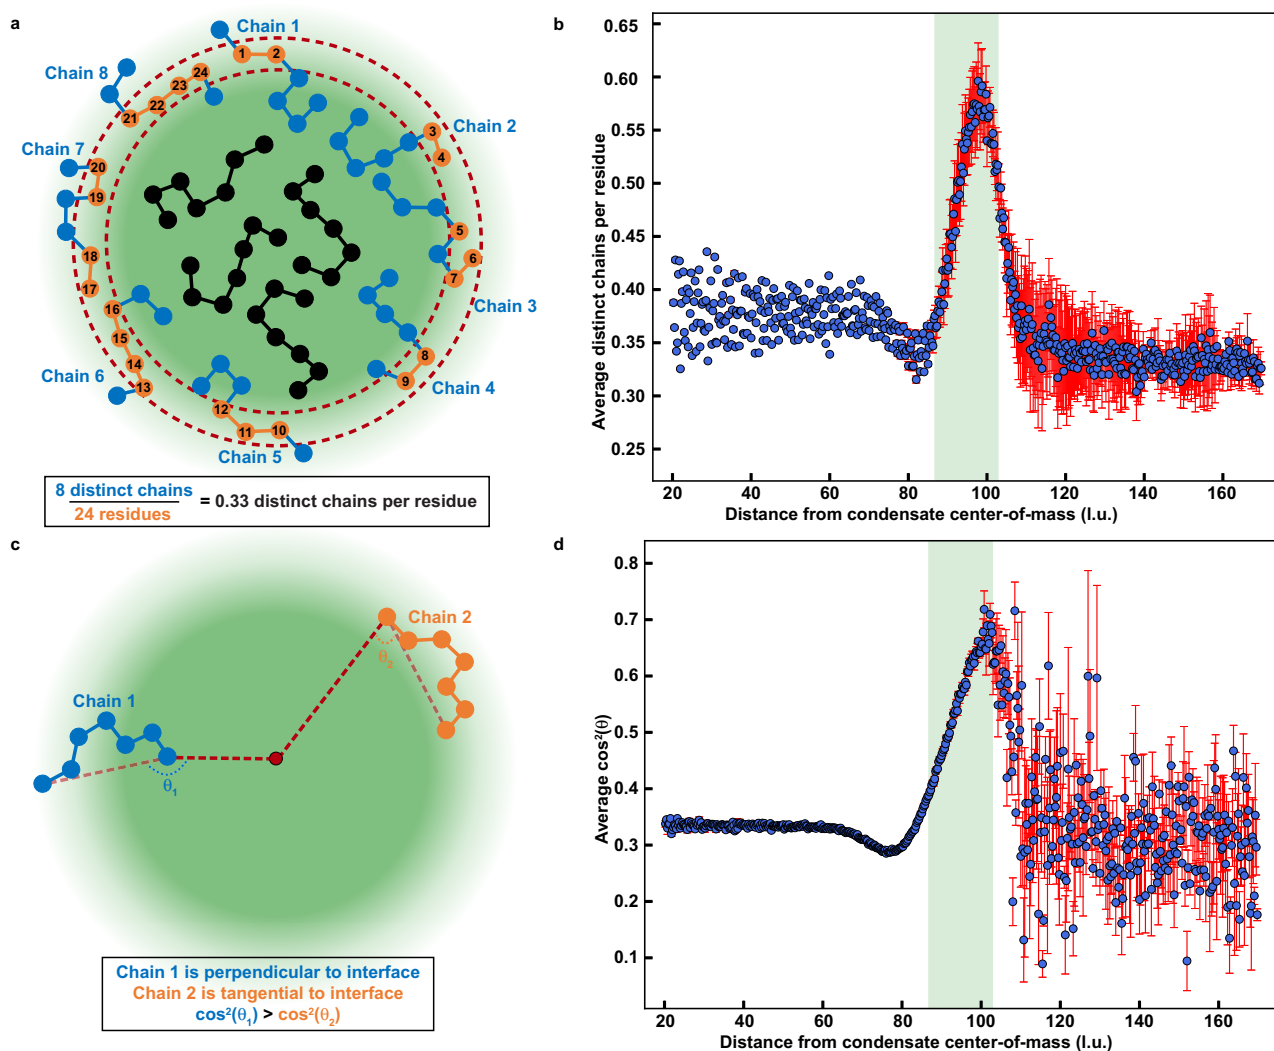 a
Chain 1
Chain 8
Chain 2
Chain 7
Chain 3
Chain 4
Chain 6
Chain 5
1
2
3
4
5
6
7
8
9
10
11
12
13
14
15
16
17
18
19
20
21
22
23
24
8 distinct chains
24 residues
= 0.33 distinct chains per residue
b
Average distinct chains per residue
0.65
0.60
0.55
0.50
0.45
0.40
0.35
0.30
0.25
20 40 60 80 100 120 140 160
Distance from condensate center-of-mass (l.u.)
c
Chain 2
θ₂
Chain 1
θ₁
Chain 1 is perpendicular to interface
Chain 2 is tangential to interface
cos²(θ₁) > cos²(θ₂)
d
Average cos²(θ)
0.8
0.7
0.6
0.5
0.4
0.3
0.2
0.1
20 40 60 80 100 120 140 160
Distance from condensate center-of-mass (l.u.)